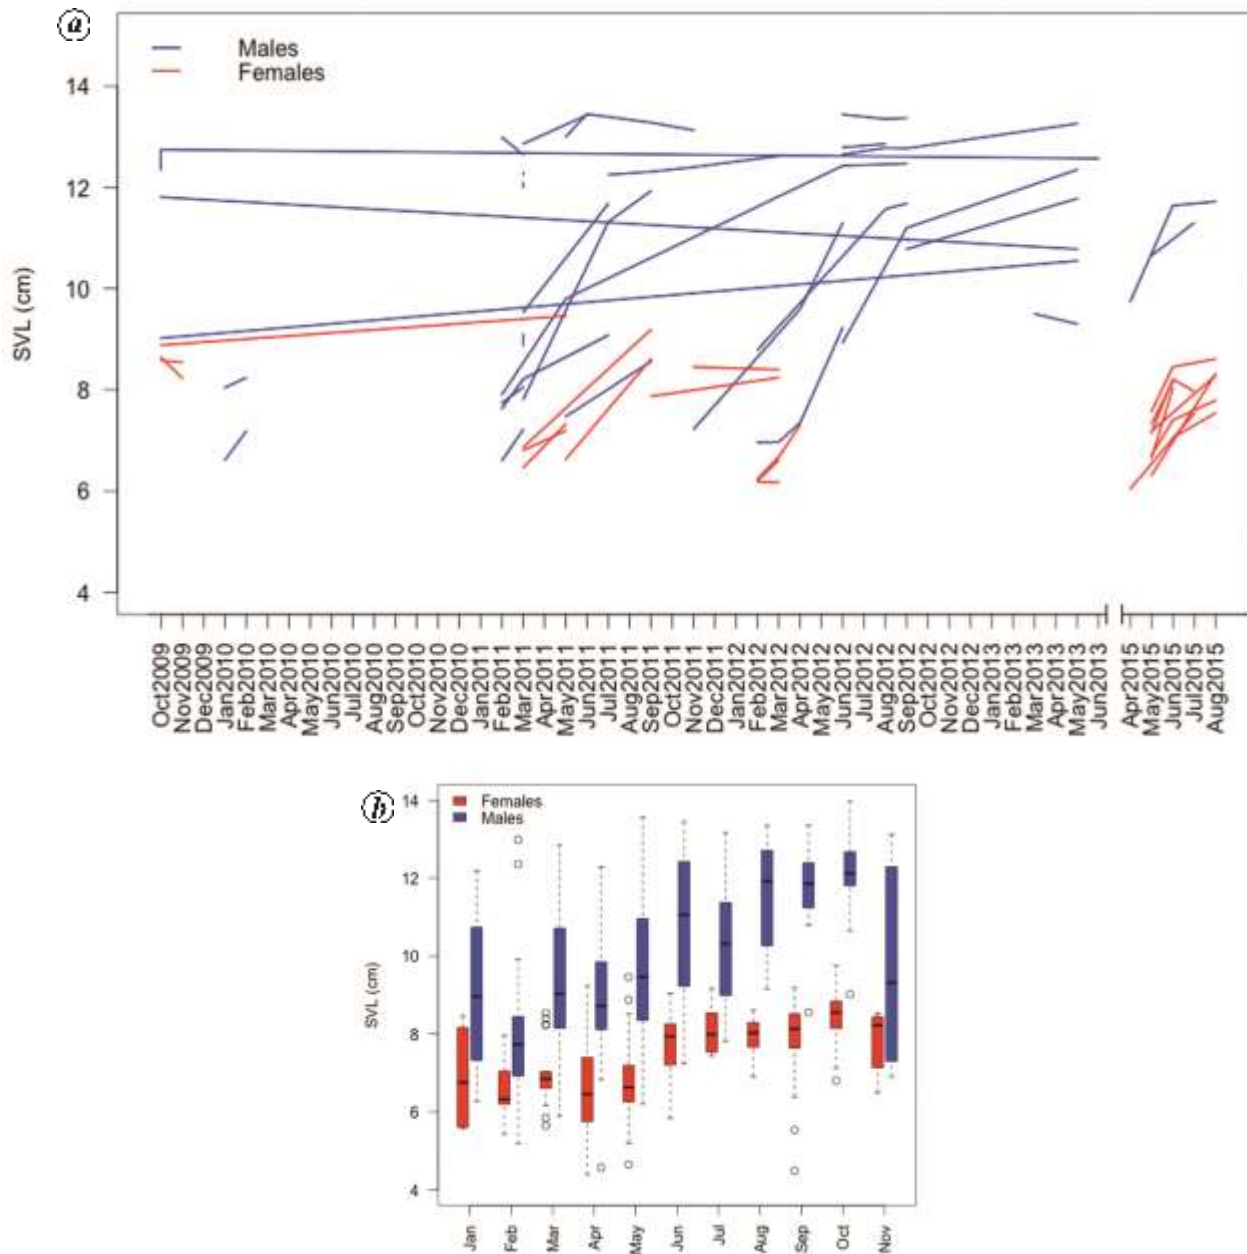 a
Males
Females
14
12
10
8
6
4
SVL (cm)
Oct2009
Nov2009
Dec2009
Jan2010
Feb2010
Mar2010
Apr2010
May2010
Jun2010
Jul2010
Aug2010
Sep2010
Oct2010
Nov2010
Dec2010
Jan2011
Feb2011
Mar2011
Apr2011
May2011
Jun2011
Jul2011
Aug2011
Sep2011
Oct2011
Nov2011
Dec2011
Jan2012
Feb2012
Mar2012
Apr2012
May2012
Jun2012
Jul2012
Aug2012
Sep2012
Oct2012
Nov2012
Dec2012
Jan2013
Feb2013
Mar2013
Apr2013
May2013
Jun2013
Apr2015
May2015
Jun2015
Jul2015
Aug2015
b
Females
Males
14
12
10
8
6
4
SVL (cm)
Jan
Feb
Mar
Apr
May
Jun
Jul
Aug
Sep
Oct
Nov